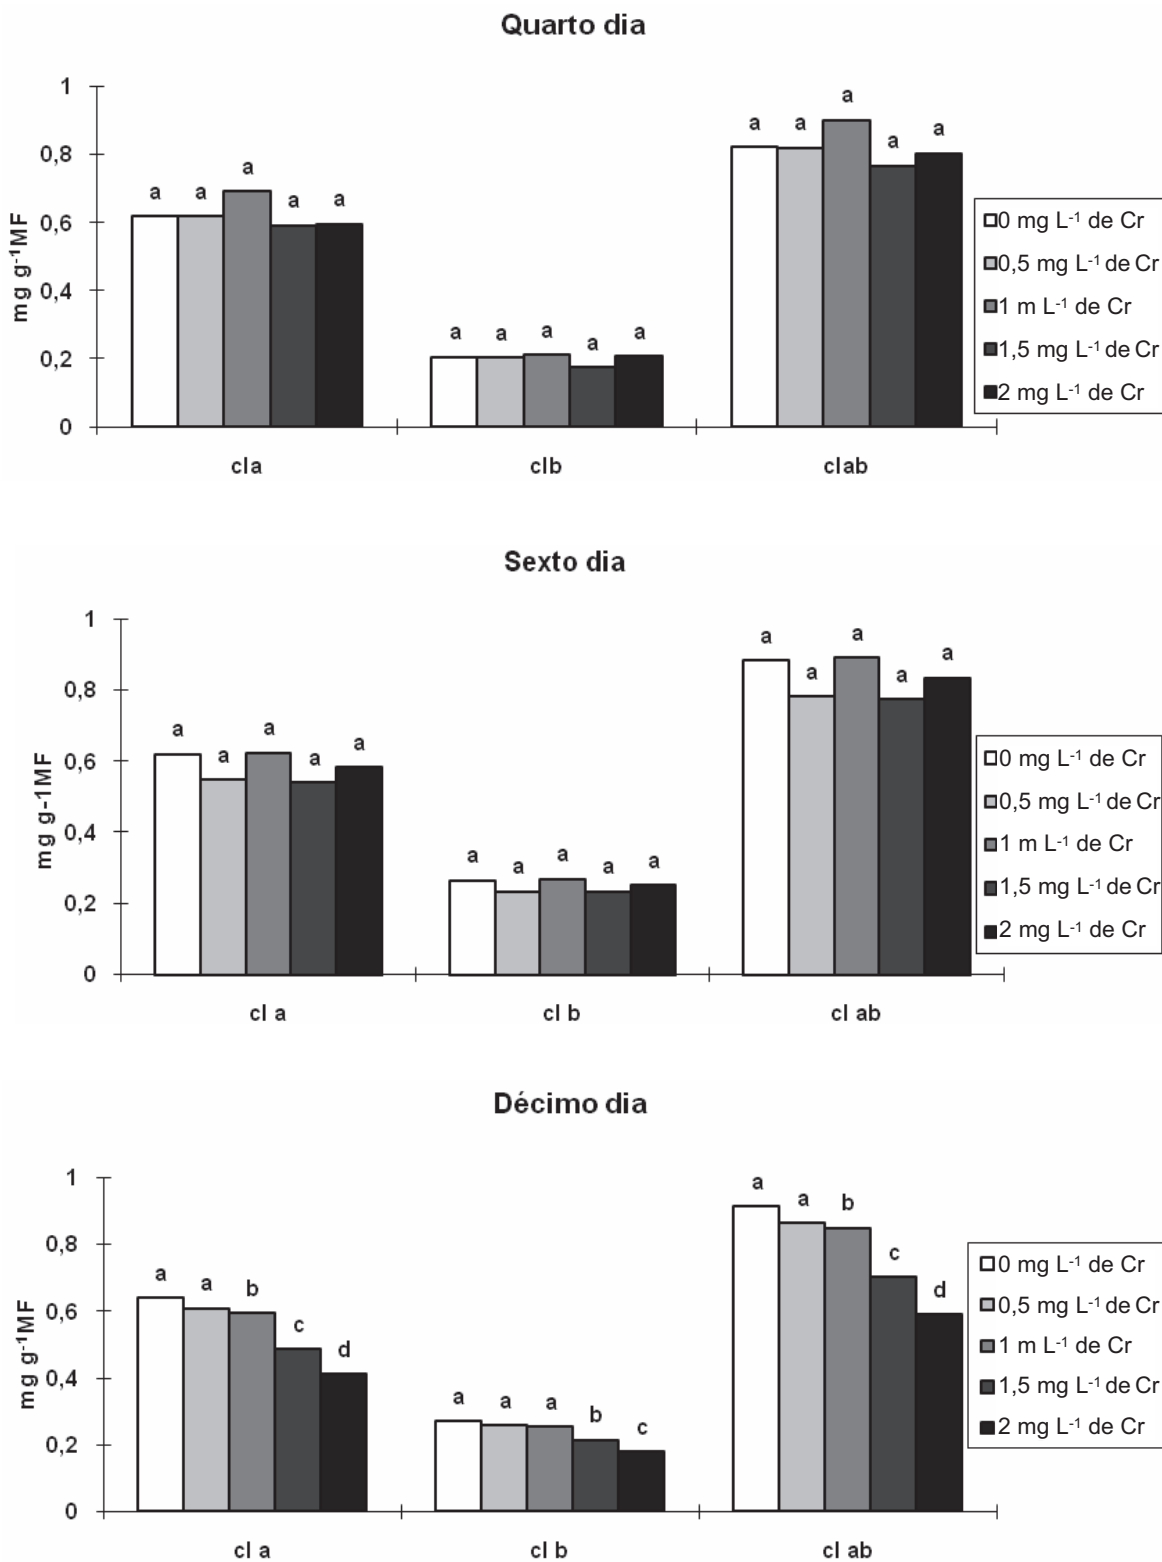 Quarto dia
mg g-¹MF
1
0,8
0,6
0,4
0,2
0
a a a a a
a a a a a
a a a a a
cla clb clab
0 mg L-¹ de Cr
0,5 mg L-¹ de Cr
1 m L-¹ de Cr
1,5 mg L-¹ de Cr
2 mg L-¹ de Cr
Sexto dia
mg g-1MF
1
0,8
0,6
0,4
0,2
0
a a a a a
a a a a a
a a a a a
cl a cl b cl ab
0 mg L-¹ de Cr
0,5 mg L-¹ de Cr
1 m L-¹ de Cr
1,5 mg L-¹ de Cr
2 mg L-¹ de Cr
Décimo dia
mg g-¹MF
1
0,8
0,6
0,4
0,2
0
a a b c d
a a a b c
a a b c d
cl a cl b cl ab
0 mg L-¹ de Cr
0,5 mg L-¹ de Cr
1 m L-¹ de Cr
1,5 mg L-¹ de Cr
2 mg L-¹ de Cr